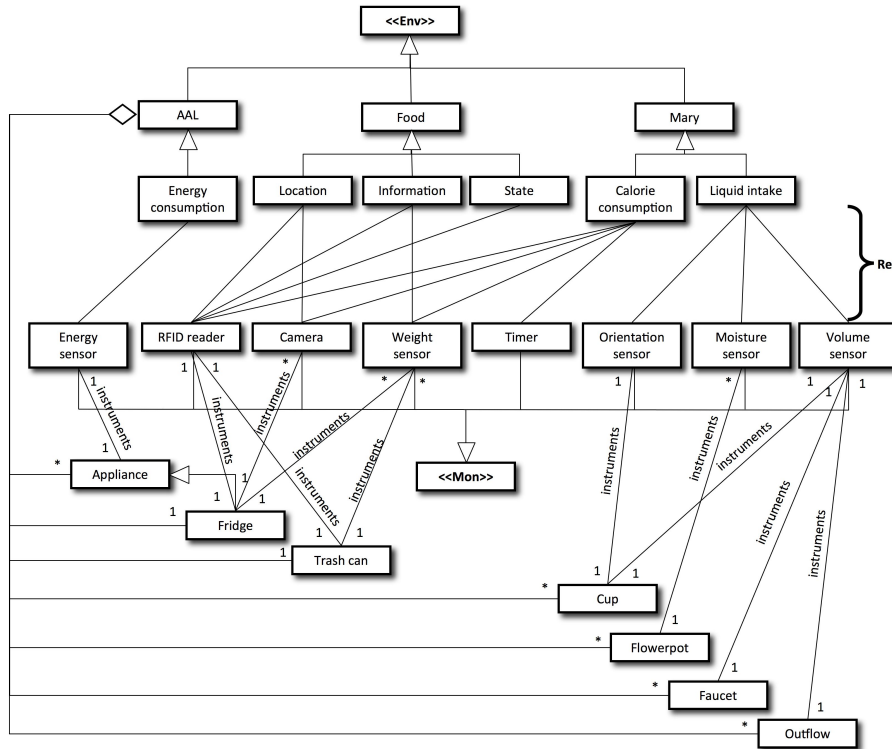 <<Env>>
AAL
Food
Mary
Energy
consumption
Location
Information
State
Calorie
consumption
Liquid intake
Re
Energy
sensor
RFID reader
Camera
Weight
sensor
Timer
Orientation
sensor
Moisture
sensor
Volume
sensor
1
1
1
*
*
*
1
*
1
1
1
instruments
instruments
instruments
instruments
instruments
instruments
instruments
instruments
instruments
instruments
instruments
1
*
Appliance
<<Mon>>
1
1
1
1
Fridge
1
1
1
Trash can
1
1
*
Cup
1
*
Flowerpot
1
*
Faucet
1
*
Outflow